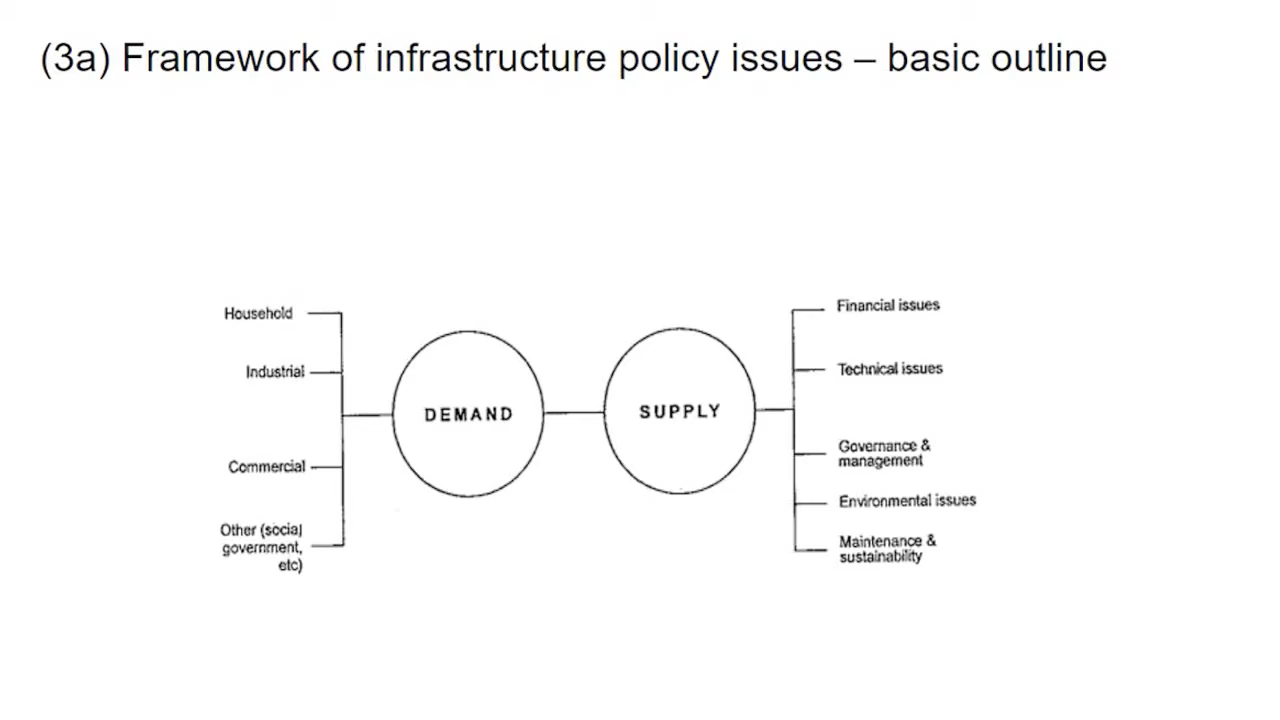 (3a) Framework of infrastructure policy issues – basic outline
Household
Industrial
Commercial
Other (social
government,
etc)
DEMAND
SUPPLY
Financial issues
Technical issues
Governance &
management
Environmental issues
Maintenance &
sustainability